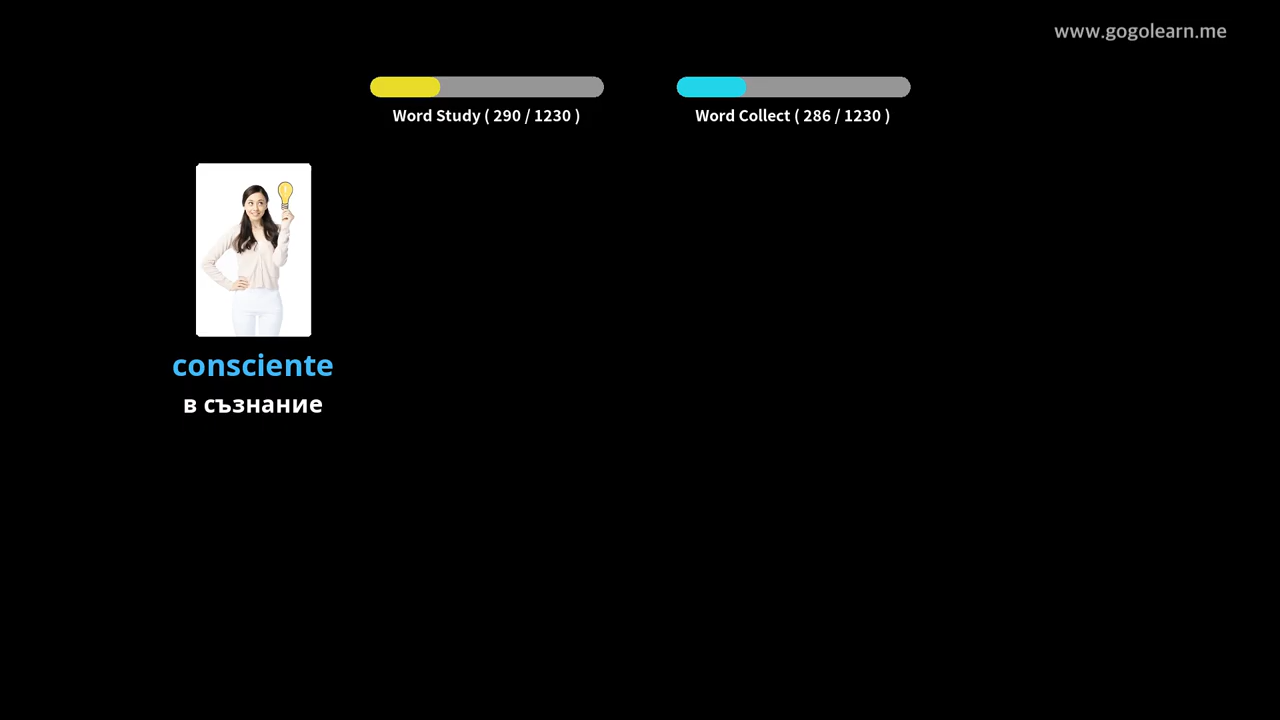 www.gogolearn.me
Word Study ( 290 / 1230 )
Word Collect ( 286 / 1230 )
consciente
в съзнание